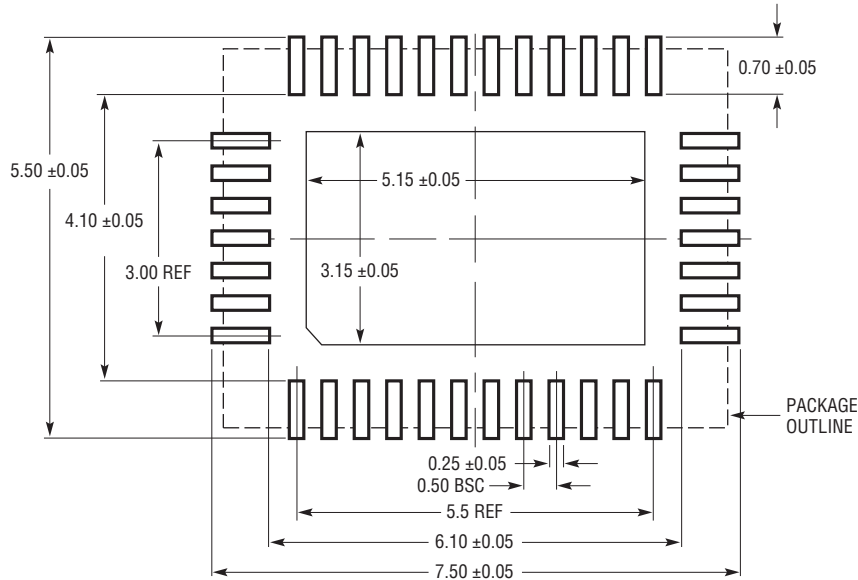 0.70 ±0.05
5.50 ±0.05
5.15 ±0.05
4.10 ±0.05
3.00 REF
3.15 ±0.05
PACKAGE
OUTLINE
0.25 ±0.05
0.50 BSC
5.5 REF
6.10 ±0.05
7.50 ±0.05